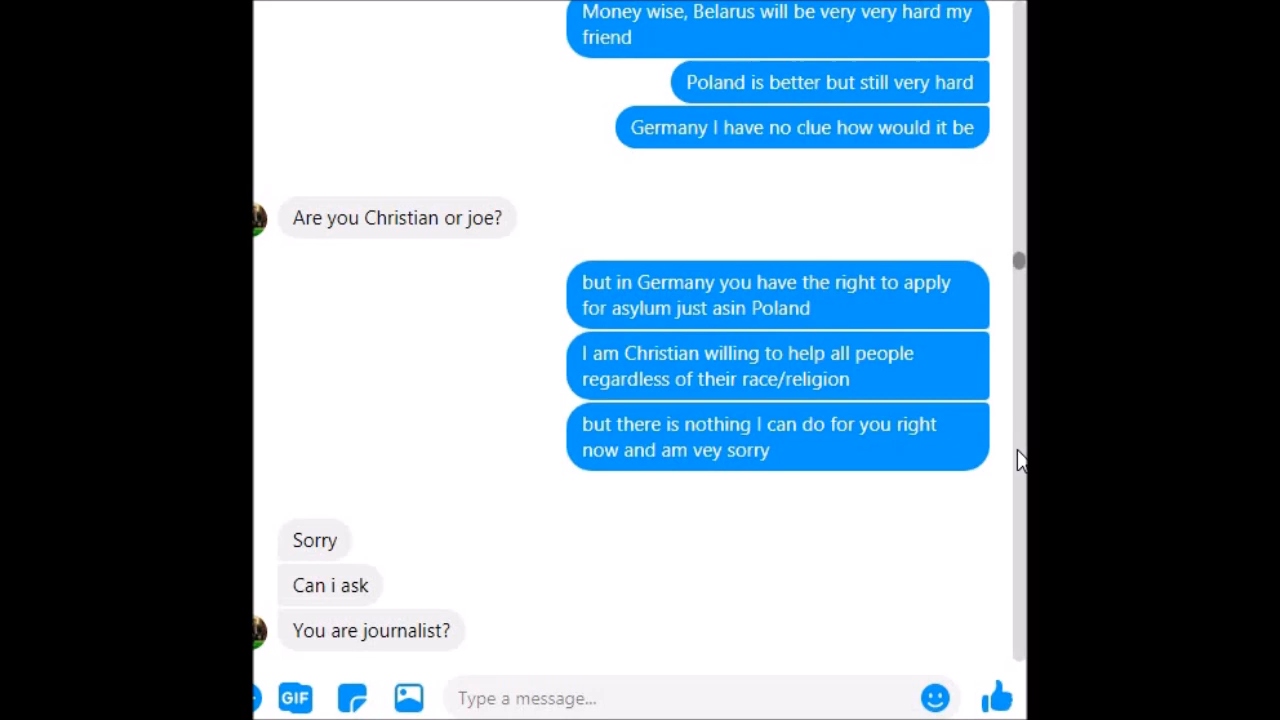 Money wise, Belarus will be very very hard my
friend
Poland is better but still very hard
Germany I have no clue how would it be
Are you Christian or joe?
but in Germany you have the right to apply
for asylum just asin Poland
I am Christian willing to help all people
regardless of their race/religion
but there is nothing I can do for you right
now and am vey sorry
Sorry
Can i ask
You are journalist?
GIF
Type a message...